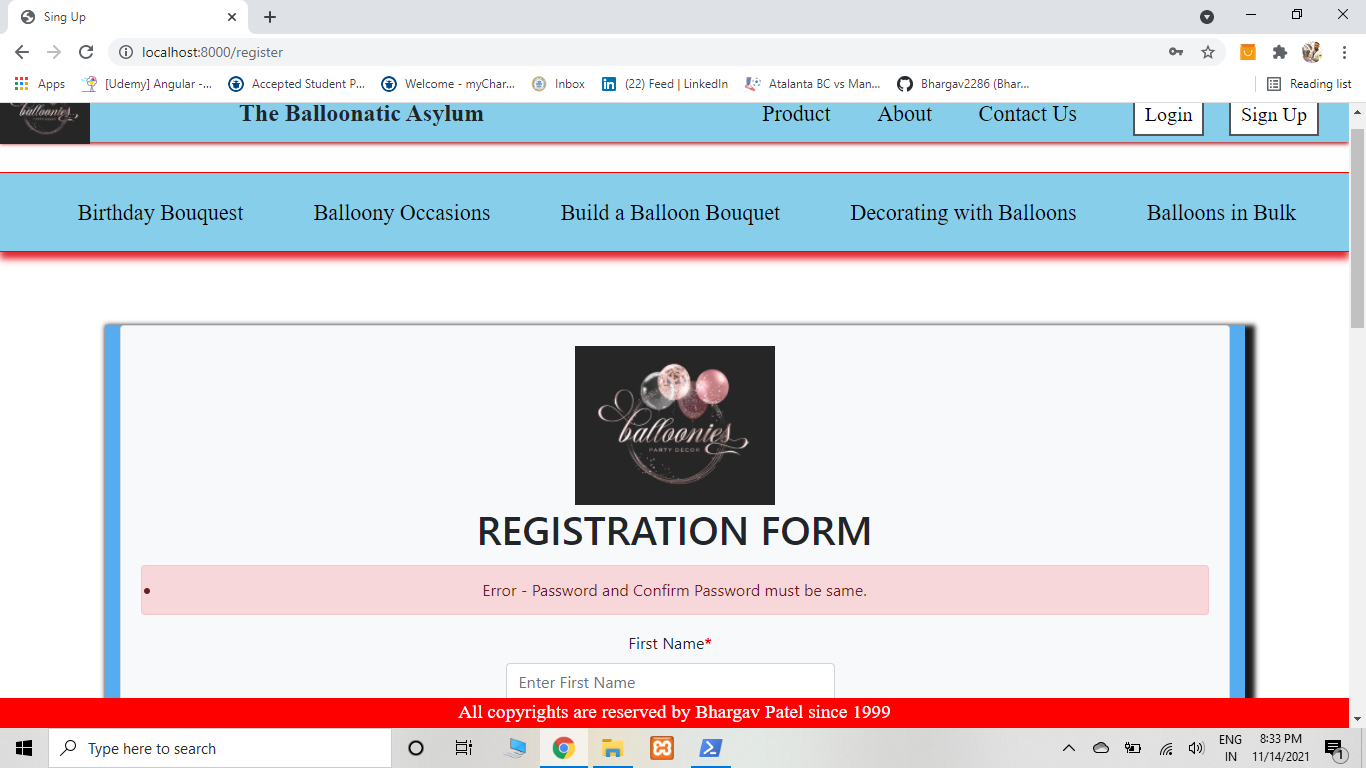 Sing Up
localhost:8000/register
Apps [Udemy] Angular -... Accepted Student P... Welcome - myChar... Inbox (22) Feed | LinkedIn Atalanta BC vs Man... Bhargav2286 (Bhar... Reading list
balloonies The Balloonatic Asylum Product About Contact Us Login Sign Up
Birthday Bouquest Balloony Occasions Build a Balloon Bouquet Decorating with Balloons Balloons in Bulk
balloonies
PARTY DECOR
REGISTRATION FORM
Error - Password and Confirm Password must be same.
First Name*
Enter First Name
All copyrights are reserved by Bhargav Patel since 1999
Type here to search
ENG 8:33 PM
IN 11/14/2021 1